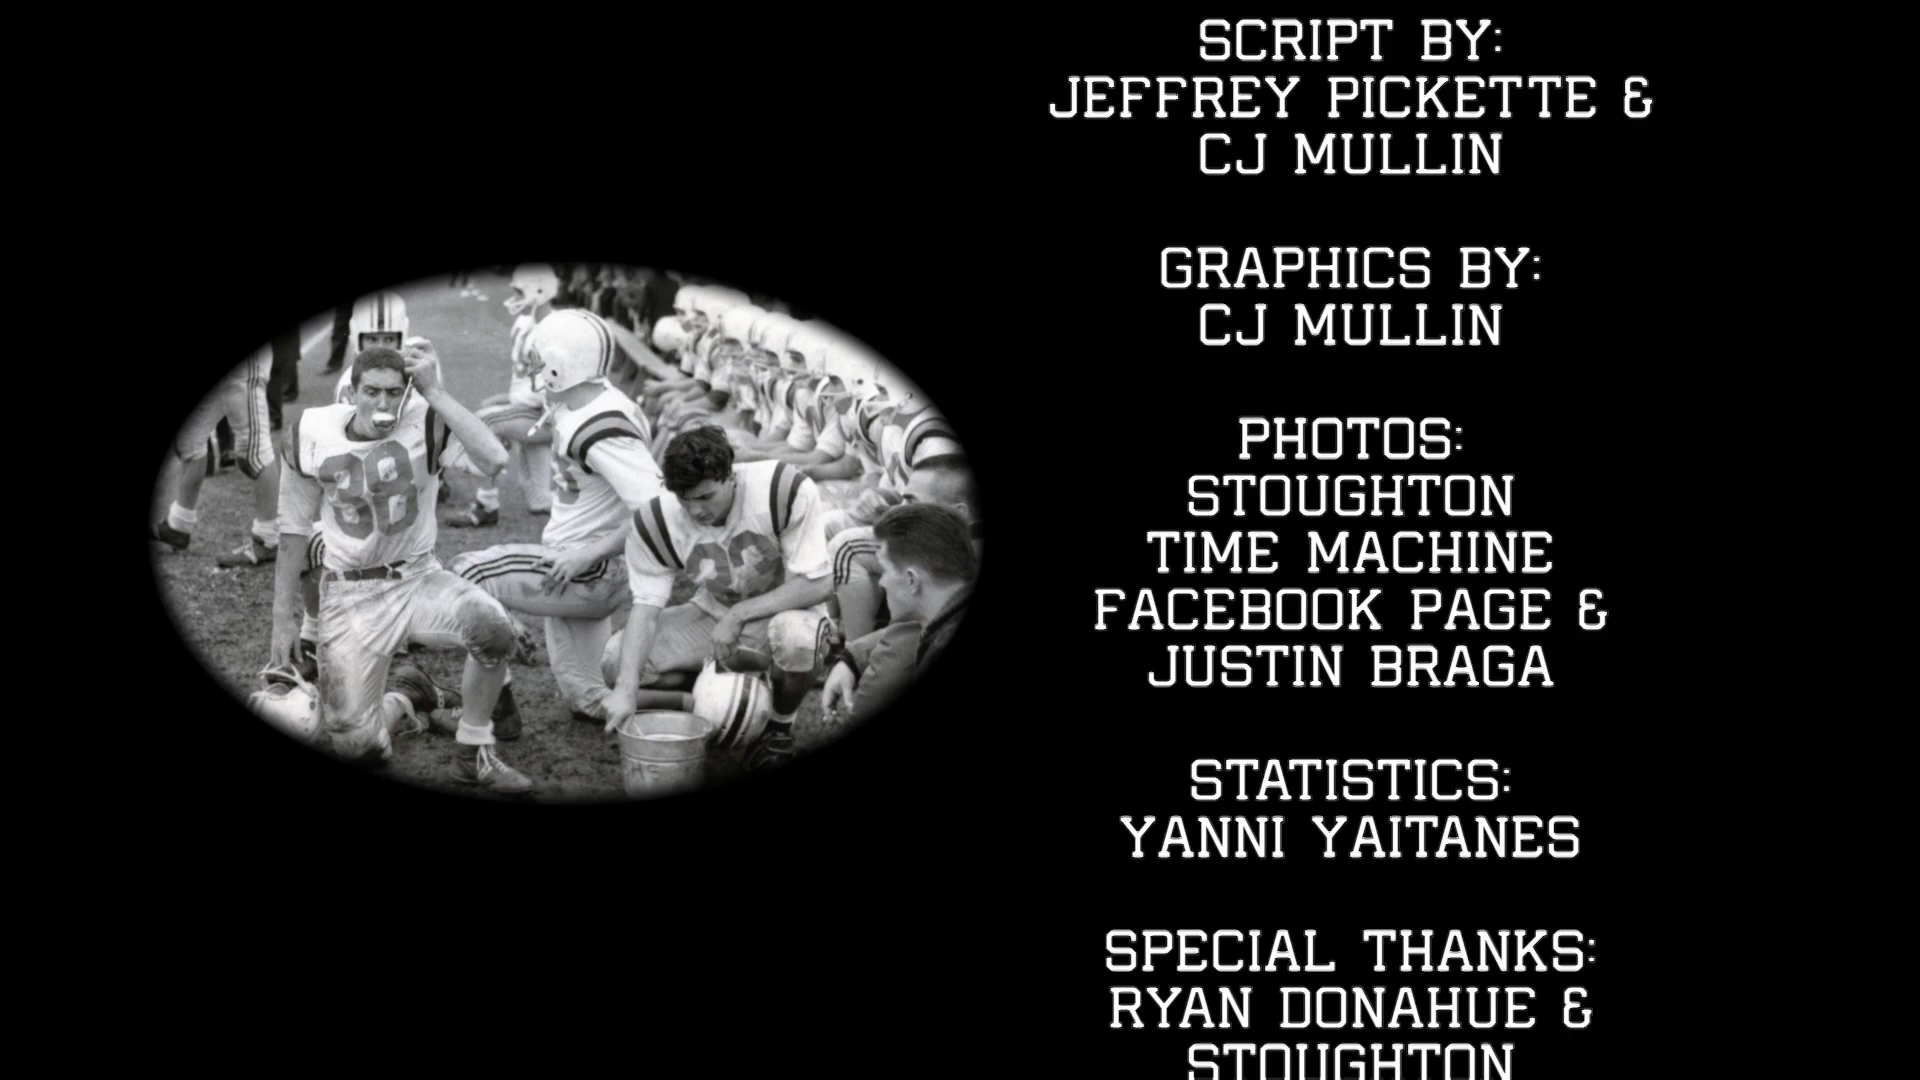 SCRIPT BY:
JEFFREY PICKETTE &
CJ MULLIN
GRAPHICS BY:
CJ MULLIN
PHOTOS:
STOUGHTON
TIME MACHINE
FACEBOOK PAGE &
JUSTIN BRAGA
STATISTICS:
YANNI YAITANES
SPECIAL THANKS:
RYAN DONAHUE &
STOUGHTON
88